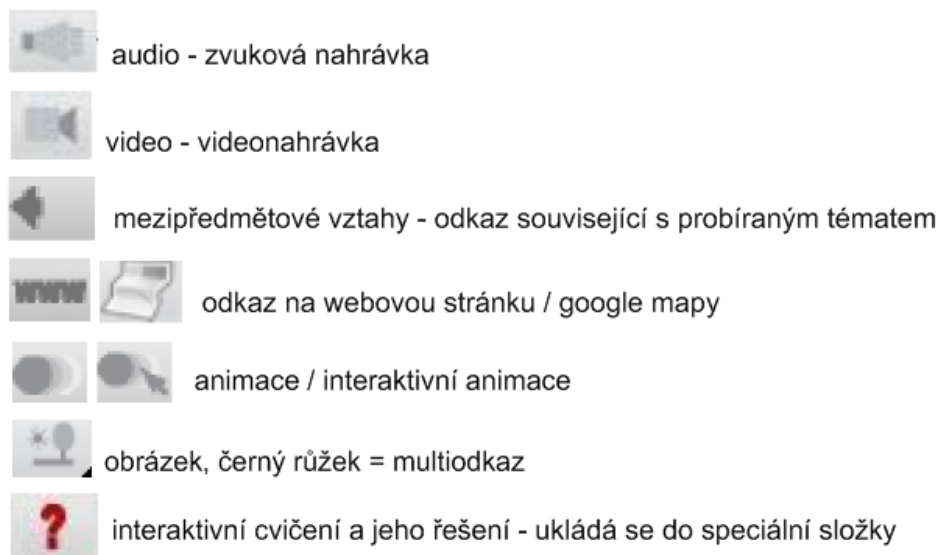 audio - zvuková nahrávka
video - videonahrávka
mezipředmětové vztahy - odkaz související s probíraným tématem
www odkaz na webovou stránku / google mapy
animace / interaktivní animace
obrázek, černý růžek = multiodkaz
? interaktivní cvičení a jeho řešení - ukládá se do speciální složky